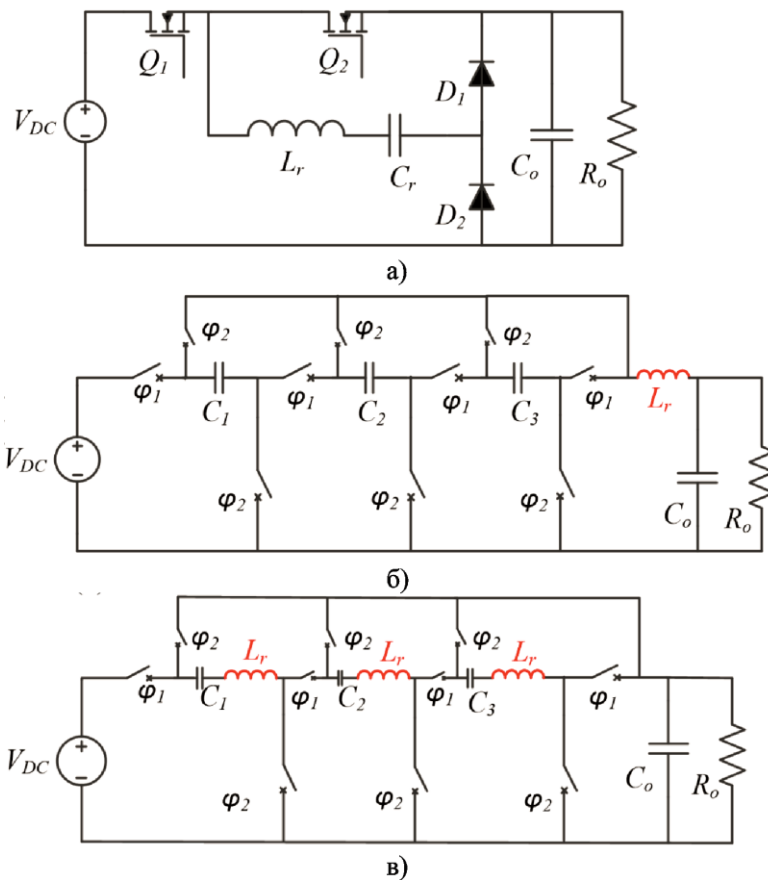 Q1 Q2 D1
VDC
Lr Cr Co Ro
D2
а)
φ2 φ2 φ2
φ1 C1 φ1 C2 φ1 C3 φ1 Lr
VDC
φ2 φ2 φ2 Co Ro
б)
φ2 Lr φ2 Lr φ2 Lr
φ1 C1 φ1 C2 φ1 C3 φ1
VDC
φ2 φ2 φ2 Co Ro
в)